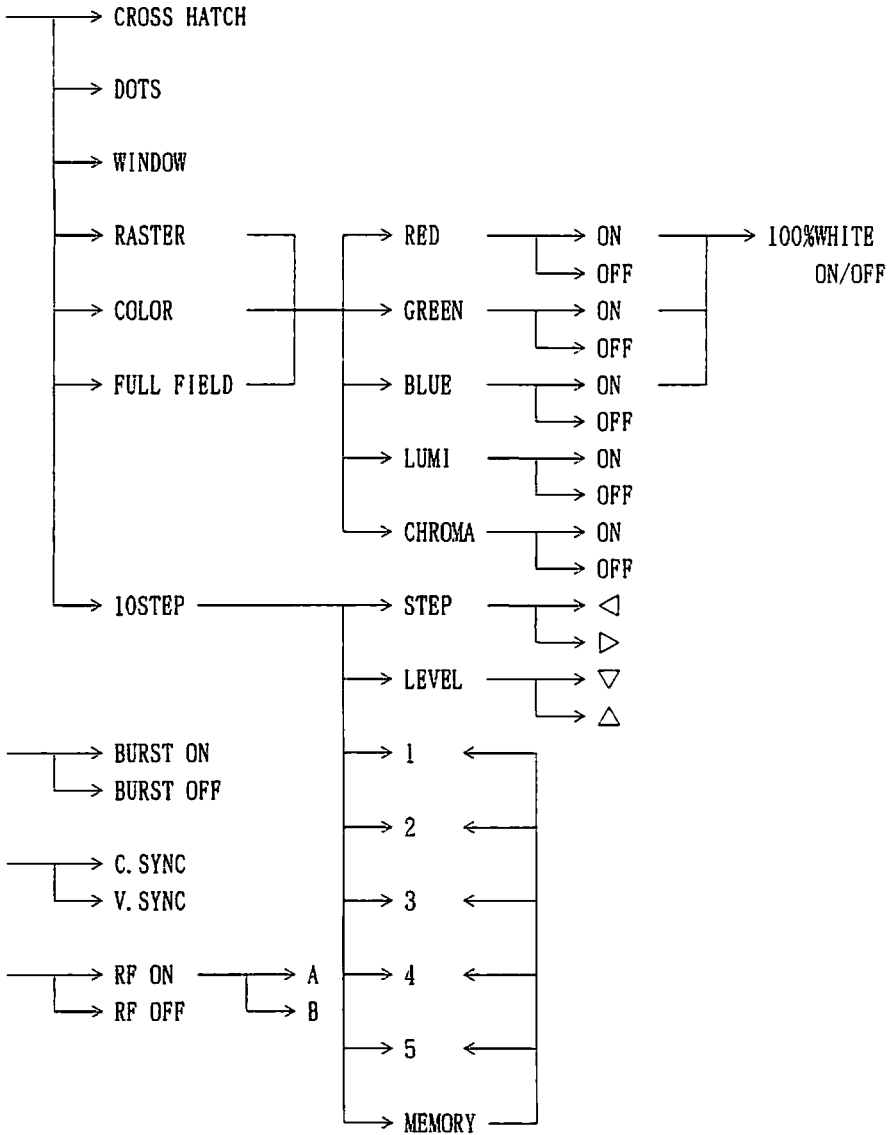 CROSS HATCH
DOTS
WINDOW
RASTER RED ON 100%WHITE
OFF ON/OFF
COLOR GREEN ON
OFF
FULL FIELD BLUE ON
OFF
LUMI ON
OFF
CHROMA ON
OFF
10STEP STEP
LEVEL
BURST ON 1
BURST OFF
2
C. SYNC
V. SYNC 3
RF ON A 4
RF OFF B
5
MEMORY